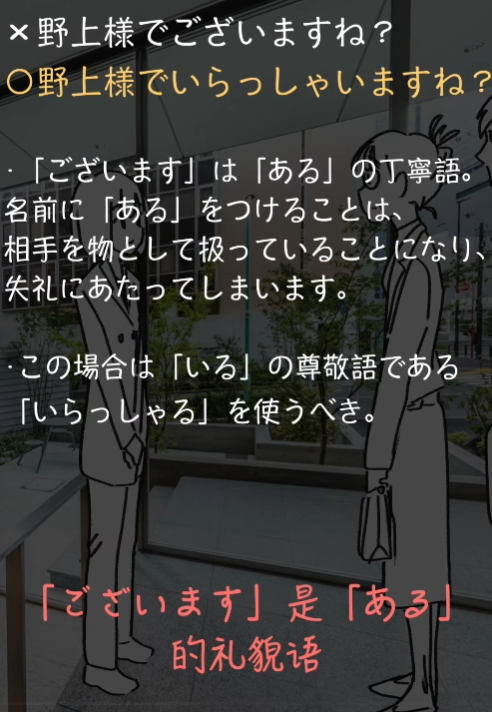 ×野上様でございますね？
○野上様でいらっしゃいますね？
・「ございます」は「ある」の丁寧語。
名前に「ある」をつけることは、
相手を物として扱っていることになり、
失礼にあたってしまいます。
・この場合は「いる」の尊敬語である
「いらっしゃる」を使うべき。
「ございます」是「ある」
的礼貌语